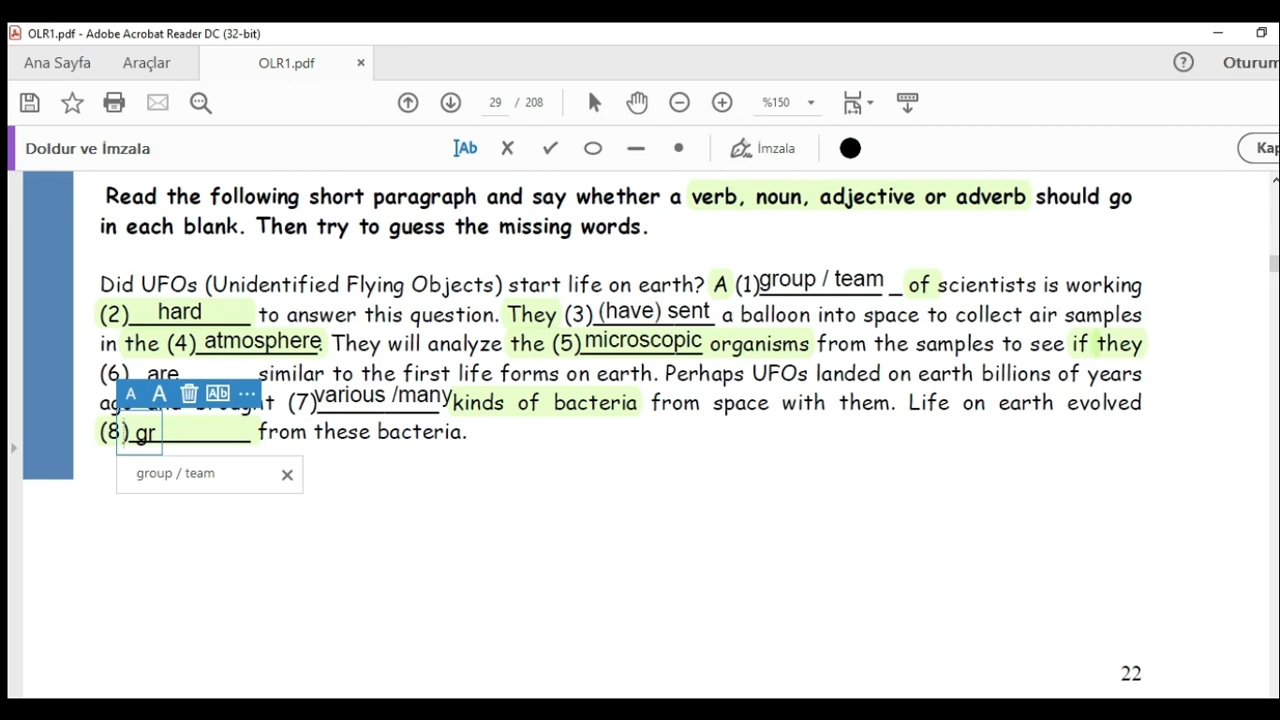 OLR1.pdf - Adobe Acrobat Reader DC (32-bit)
Ana Sayfa Araçlar OLR1.pdf × ? Oturum
29 / 208 %150
Doldur ve İmzala Ab İmzala Kap
Read the following short paragraph and say whether a verb, noun, adjective or adverb should go
in each blank. Then try to guess the missing words.
Did UFOs (Unidentified Flying Objects) start life on earth? A (1)group / team _ of scientists is working
(2) hard to answer this question. They (3) (have) sent a balloon into space to collect air samples
in the (4) atmosphere. They will analyze the (5)microscopic organisms from the samples to see if they
(6) are similar to the first life forms on earth. Perhaps UFOs landed on earth billions of years
A A Ab ...
(7)various /many kinds of bacteria from space with them. Life on earth evolved
(8) gr from these bacteria.
group / team ×
22